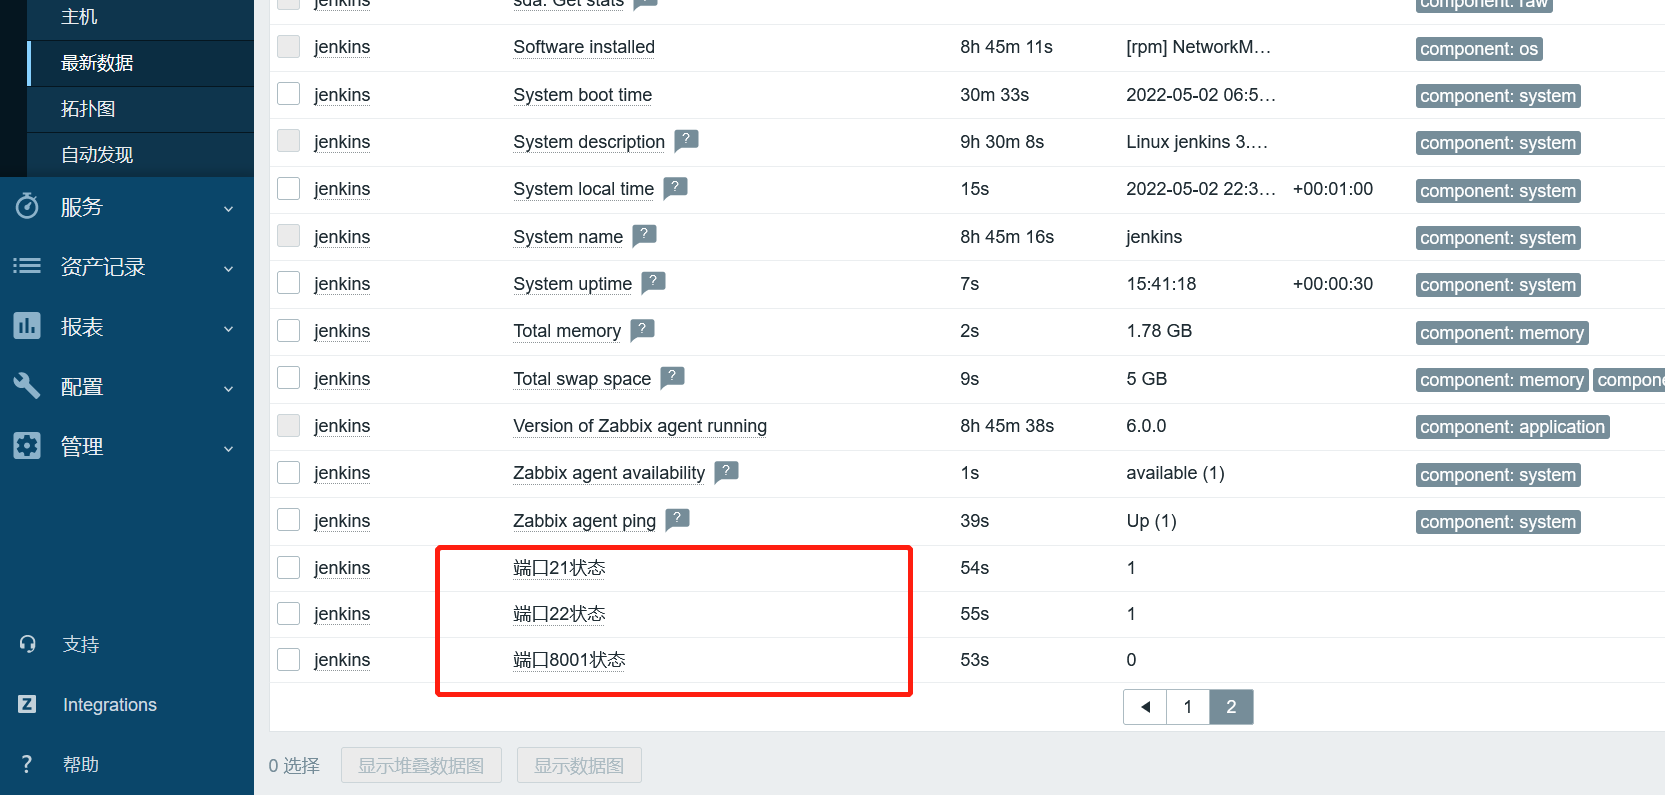 主机
最新数据
拓扑图
自动发现
服务
资产记录
报表
配置
管理
支持
Z Integrations
? 帮助
jenkins sda: Get stats component: raw
jenkins Software installed 8h 45m 11s [rpm] NetworkM… component: os
jenkins System boot time 30m 33s 2022-05-02 06:5… component: system
jenkins System description ? 9h 30m 8s Linux jenkins 3.… component: system
jenkins System local time ? 15s 2022-05-02 22:3… +00:01:00 component: system
jenkins System name ? 8h 45m 16s jenkins component: system
jenkins System uptime ? 7s 15:41:18 +00:00:30 component: system
jenkins Total memory ? 2s 1.78 GB component: memory
jenkins Total swap space ? 9s 5 GB component: memory compone
jenkins Version of Zabbix agent running 8h 45m 38s 6.0.0 component: application
jenkins Zabbix agent availability ? 1s available (1) component: system
jenkins Zabbix agent ping ? 39s Up (1) component: system
jenkins 端口21状态 54s 1
jenkins 端口22状态 55s 1
jenkins 端口8001状态 53s 0
1 2
0 选择 显示堆叠数据图 显示数据图